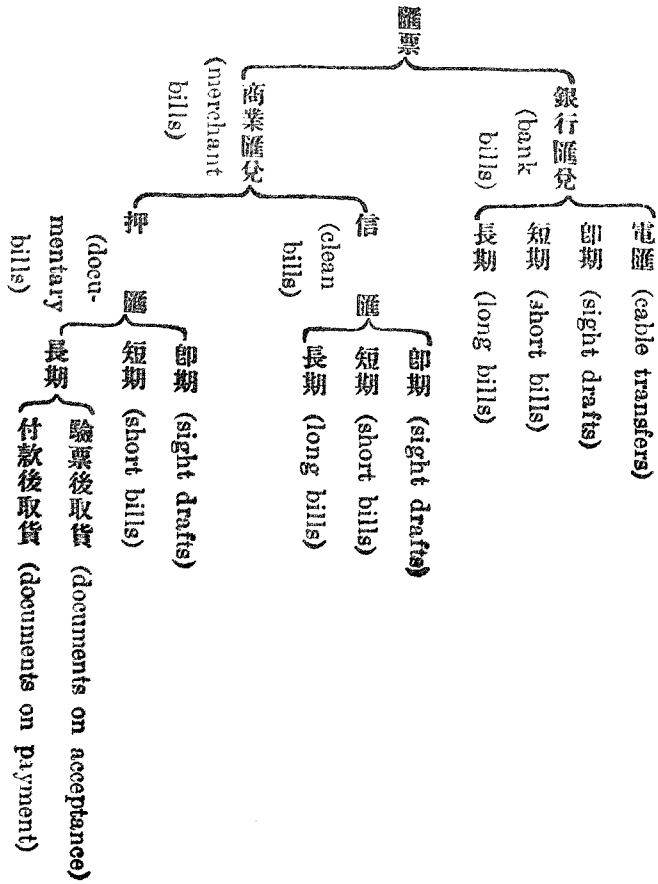 匯票
銀行匯兌
(bank
bills)
電匯 (cable transfers)
卽期 (sight drafts)
短期 (short bills)
長期 (long bills)
商業匯兌
(merchant
bills)
信匯
(clean
bills)
卽期 (sight drafts)
短期 (short bills)
長期 (long bills)
押匯
(docu-
mentary
bills)
卽期 (sight drafts)
短期 (short bills)
長期
驗票後取貨 (documents on acceptance)
付款後取貨 (documents on payment)